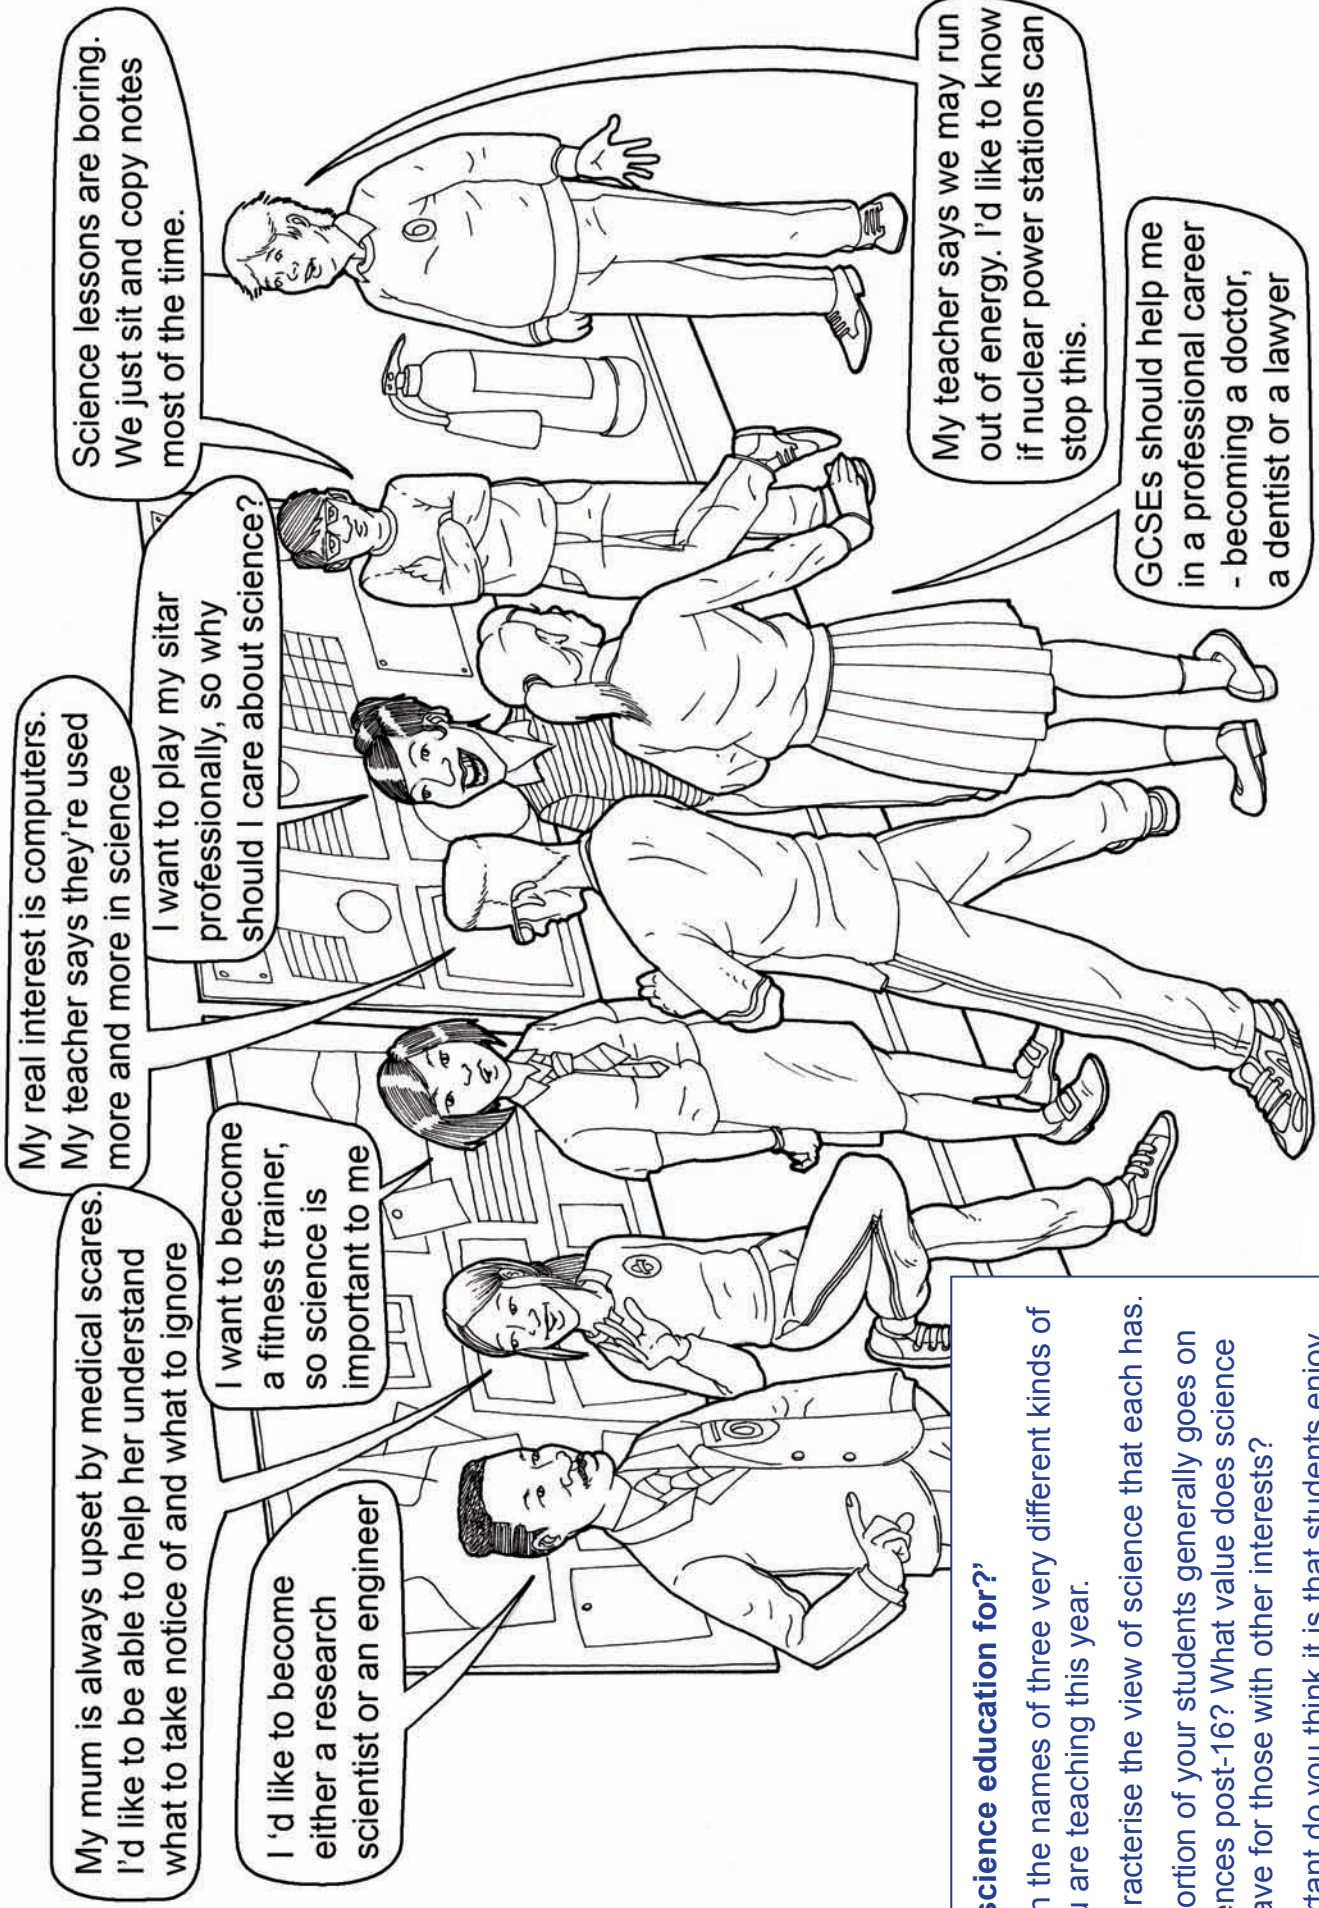 My mum is always upset by medical scares.
I'd like to be able to help her understand
what to take notice of and what to ignore
My real interest is computers.
My teacher says they're used
more and more in science
Science lessons are boring.
We just sit and copy notes
most of the time.
I want to become
a fitness trainer,
so science is
important to me
I want to play my sitar
professionally, so why
should I care about science?
I 'd like to become
either a research
scientist or an engineer
My teacher says we may run
out of energy. I'd like to know
if nuclear power stations can
stop this.
GCSEs should help me
in a professional career
- becoming a doctor,
a dentist or a lawyer
science education for?'
the names of three very different kinds of
are teaching this year.
the view of science that each has.
of your students generally goes on
post-16? What value does science
for those with other interests?
do you think it is that students enjoy